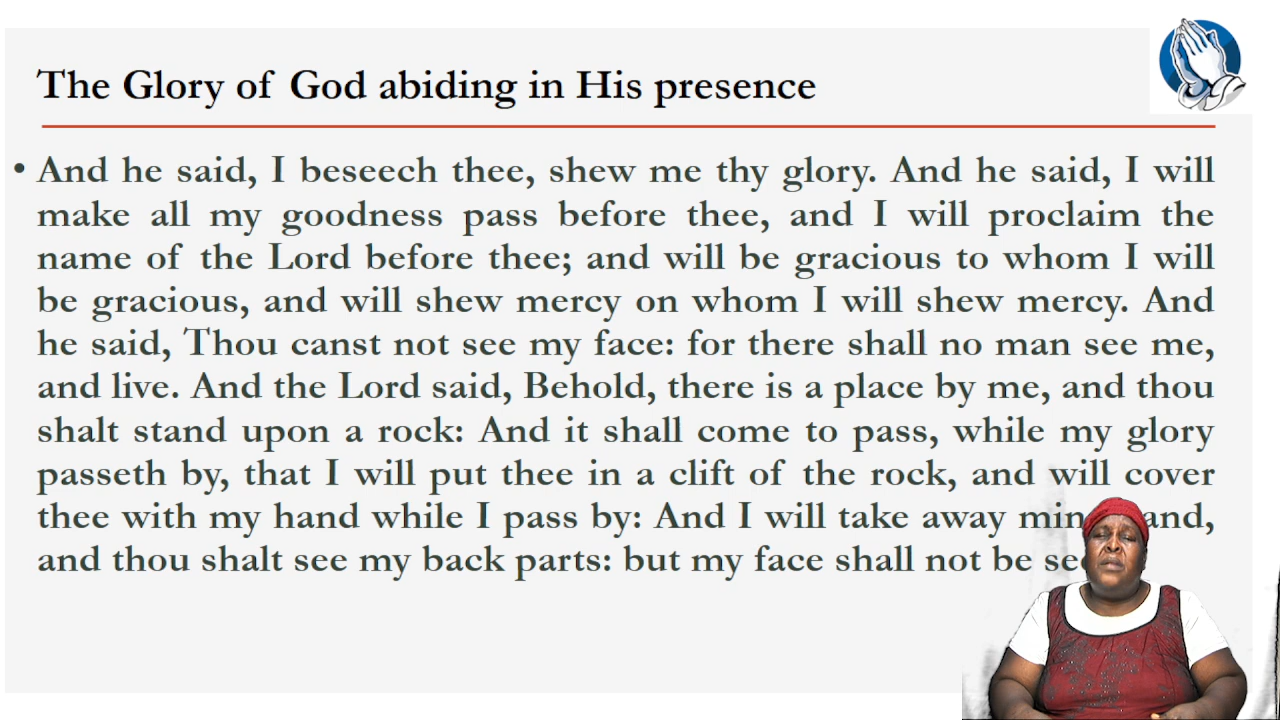 The Glory of God abiding in His presence
• And he said, I beseech thee, shew me thy glory. And he said, I will
make all my goodness pass before thee, and I will proclaim the
name of the Lord before thee; and will be gracious to whom I will
be gracious, and will shew mercy on whom I will shew mercy. And
he said, Thou canst not see my face: for there shall no man see me,
and live. And the Lord said, Behold, there is a place by me, and thou
shalt stand upon a rock: And it shall come to pass, while my glory
passeth by, that I will put thee in a clift of the rock, and will cover
thee with my hand while I pass by: And I will take away
and thou shalt see my back parts: but my face shall not be